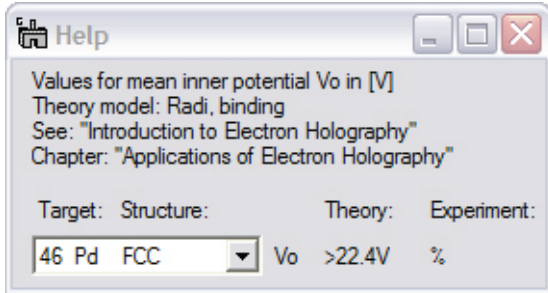 Help
Values for mean inner potential Vo in [V]
Theory model: Radi, binding
See: "Introduction to Electron Holography"
Chapter: "Applications of Electron Holography"
Target: Structure: Theory: Experiment:
46 Pd FCC Vo >22.4V %